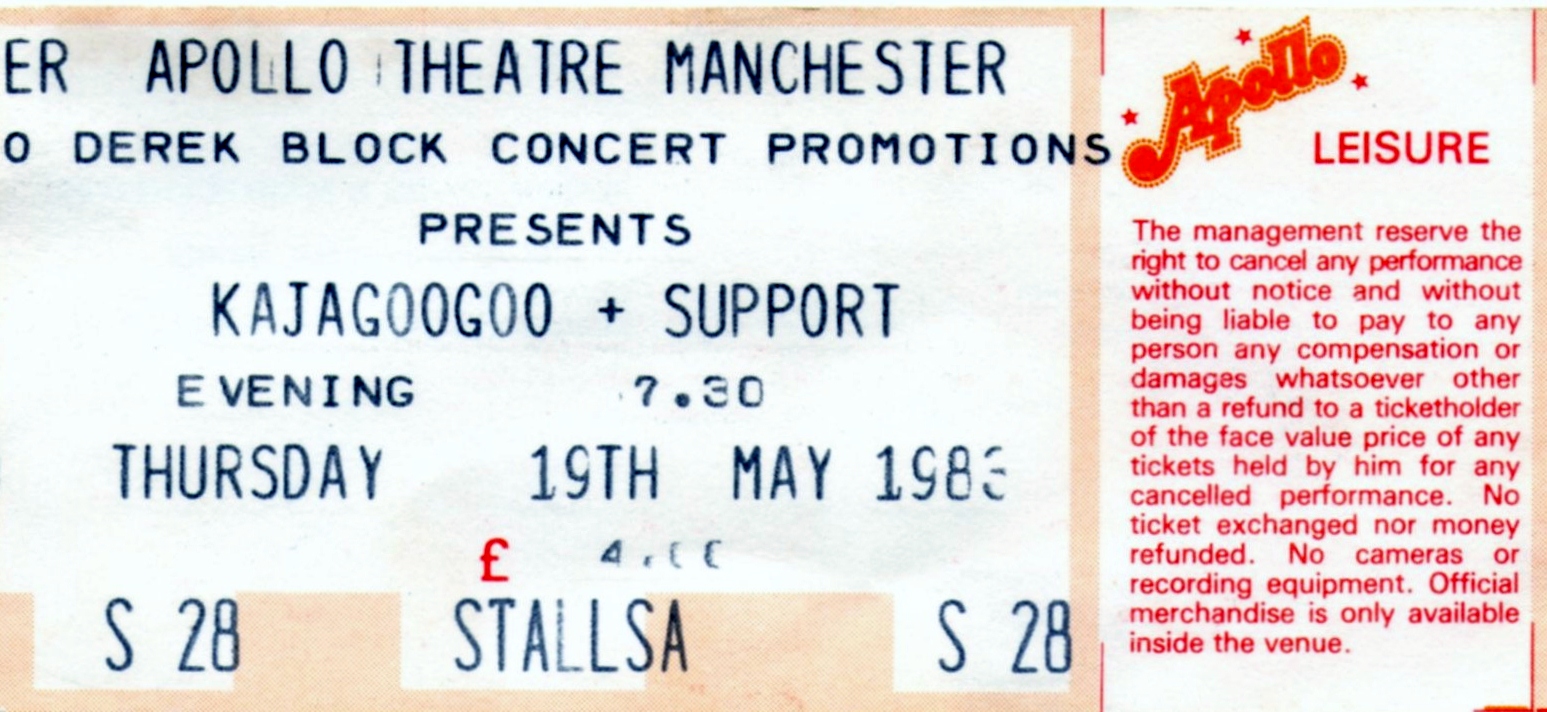 ER APOLLO THEATRE MANCHESTER
O DEREK BLOCK CONCERT PROMOTIONS
PRESENTS
KAJAGOOGOO + SUPPORT
EVENING 7.30
THURSDAY 19TH MAY 1983
£ 4.00
S 28 STALLSA S 28
Apollo
LEISURE
The management reserve the
right to cancel any performance
without notice and without
being liable to pay to any
person any compensation or
damages whatsoever other
than a refund to a ticketholder
of the face value price of any
tickets held by him for any
cancelled performance. No
ticket exchanged nor money
refunded. No cameras or
recording equipment. Official
merchandise is only available
inside the venue.